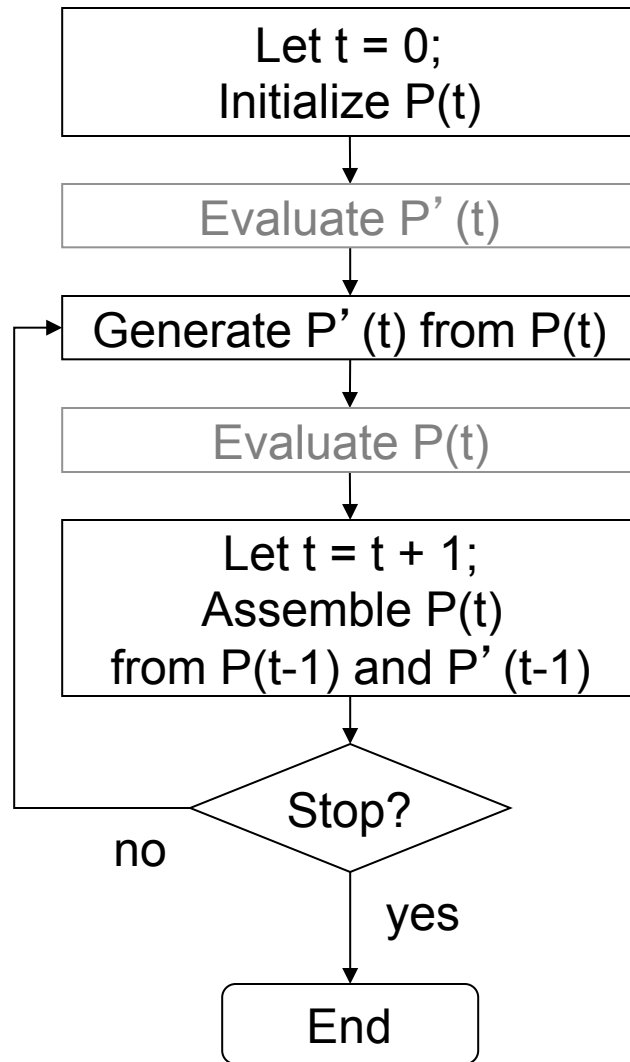 Let t = 0;
Initialize P(t)
Evaluate P’(t)
Generate P’(t) from P(t)
Evaluate P(t)
Let t = t + 1;
Assemble P(t)
from P(t-1) and P’(t-1)
Stop?
no
yes
End